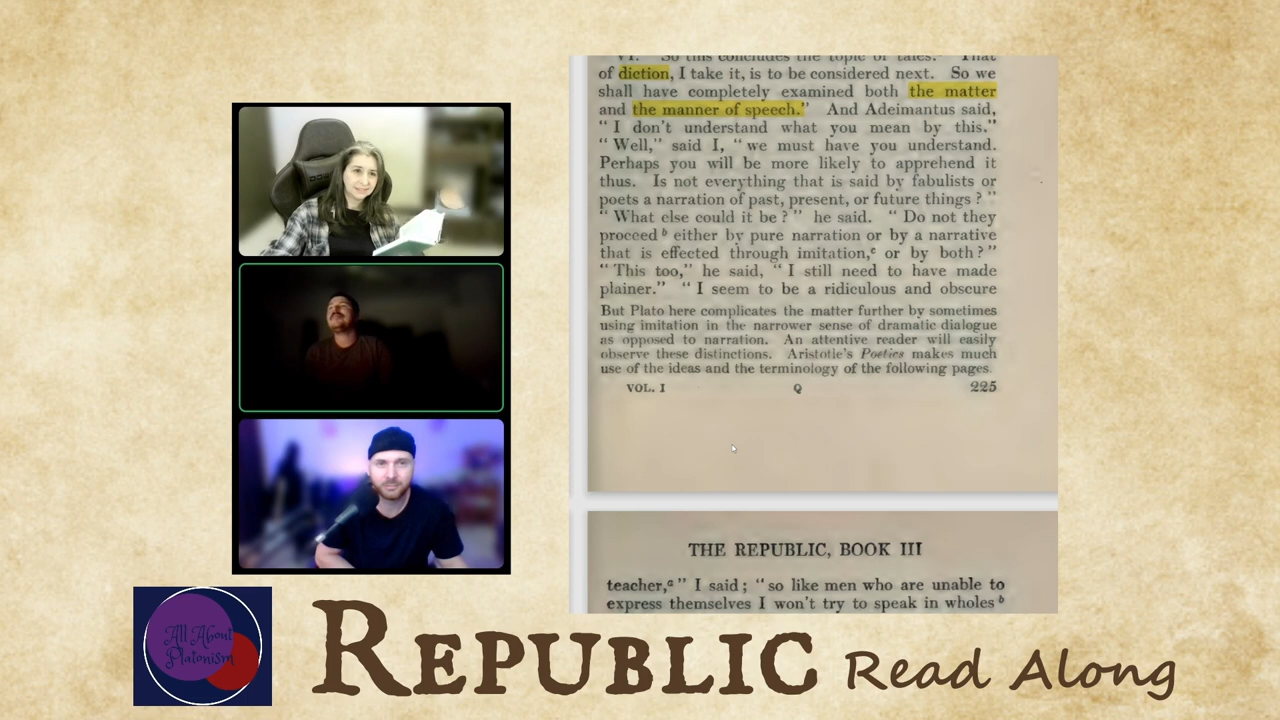 VI. So this concludes the topic of tales. That
of diction, I take it, is to be considered next. So we
shall have completely examined both the matter
and the manner of speech.” And Adeimantus said,
“ I don’t understand what you mean by this.”
“ Well,” said I, “ we must have you understand.
Perhaps you will be more likely to apprehend it
thus. Is not everything that is said by fabulists or
poets a narration of past, present, or future things ? ”
“ What else could it be ? ” he said. “ Do not they
proceed b either by pure narration or by a narrative
that is effected through imitation,c or by both ? ”
“ This too,” he said, “ I still need to have made
plainer.” “ I seem to be a ridiculous and obscure
But Plato here complicates the matter further by sometimes
using imitation in the narrower sense of dramatic dialogue
as opposed to narration. An attentive reader will easily
observe these distinctions. Aristotle’s Poetics makes much
use of the ideas and the terminology of the following pages.
VOL. I Q 225
THE REPUBLIC, BOOK III
teacher,a ” I said ; “ so like men who are unable to
express themselves I won’t try to speak in wholes b
All About
Platonism
REPUBLIC Read Along